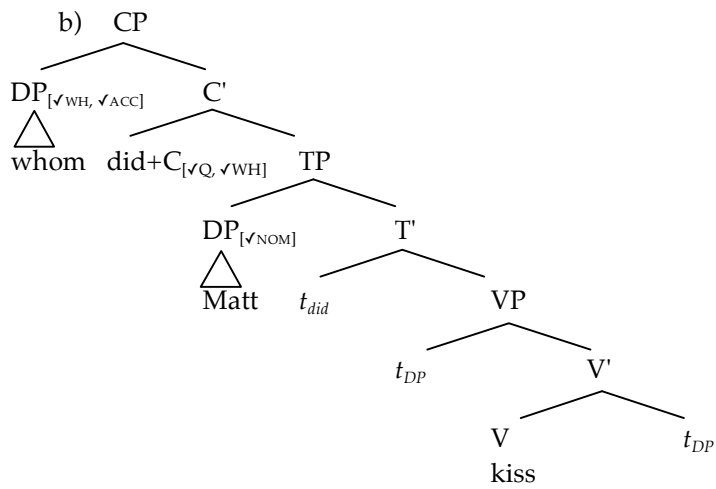 b) CP
DP[✓WH, ✓ACC] C'
whom did+C[✓Q, ✓WH] TP
DP[✓NOM] T'
Matt t_did VP
t_DP V'
V t_DP
kiss